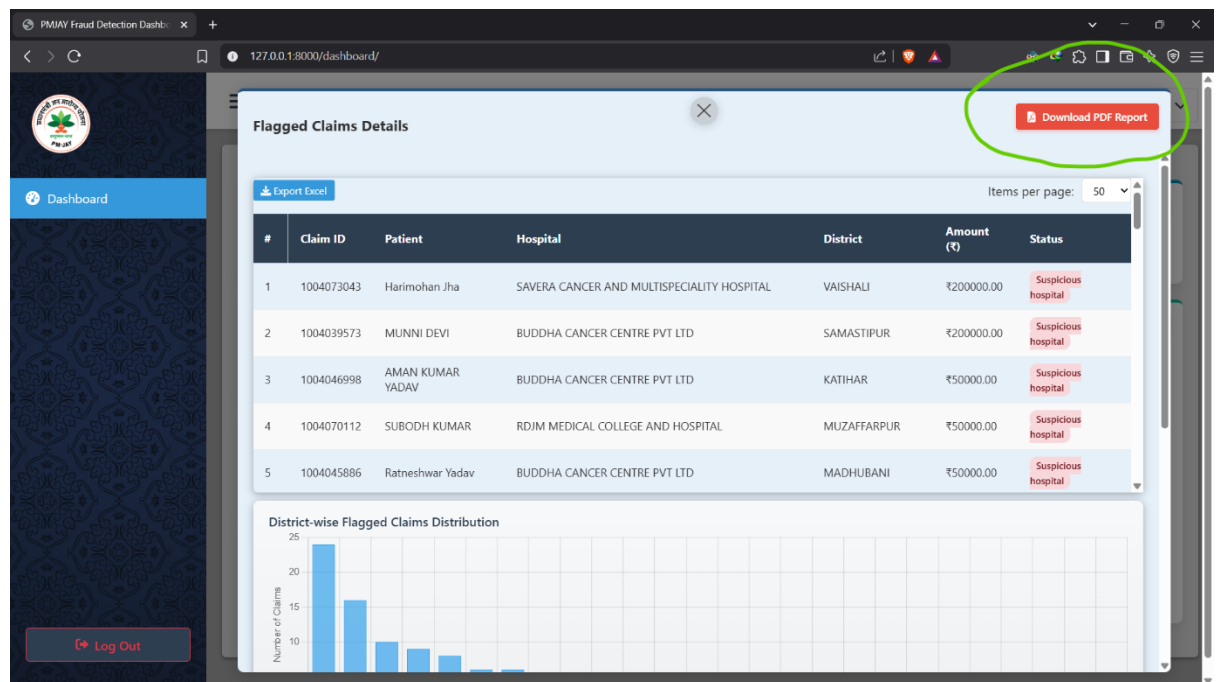 PMJAY Fraud Detection Dashbo
127.0.0.1:8000/dashboard/
PM-JAY
Dashboard
Log Out
Flagged Claims Details
Download PDF Report
Export Excel
Items per page: 50
# Claim ID Patient Hospital District Amount (₹) Status
1 1004073043 Harimohan Jha SAVERA CANCER AND MULTISPECIALITY HOSPITAL VAISHALI ₹200000.00 Suspicious hospital
2 1004039573 MUNNI DEVI BUDDHA CANCER CENTRE PVT LTD SAMASTIPUR ₹200000.00 Suspicious hospital
3 1004046998 AMAN KUMAR YADAV BUDDHA CANCER CENTRE PVT LTD KATIHAR ₹50000.00 Suspicious hospital
4 1004070112 SUBODH KUMAR RDJM MEDICAL COLLEGE AND HOSPITAL MUZAFFARPUR ₹50000.00 Suspicious hospital
5 1004045886 Ratneshwar Yadav BUDDHA CANCER CENTRE PVT LTD MADHUBANI ₹50000.00 Suspicious hospital
District-wise Flagged Claims Distribution
25
20
15
10
Number of Claims